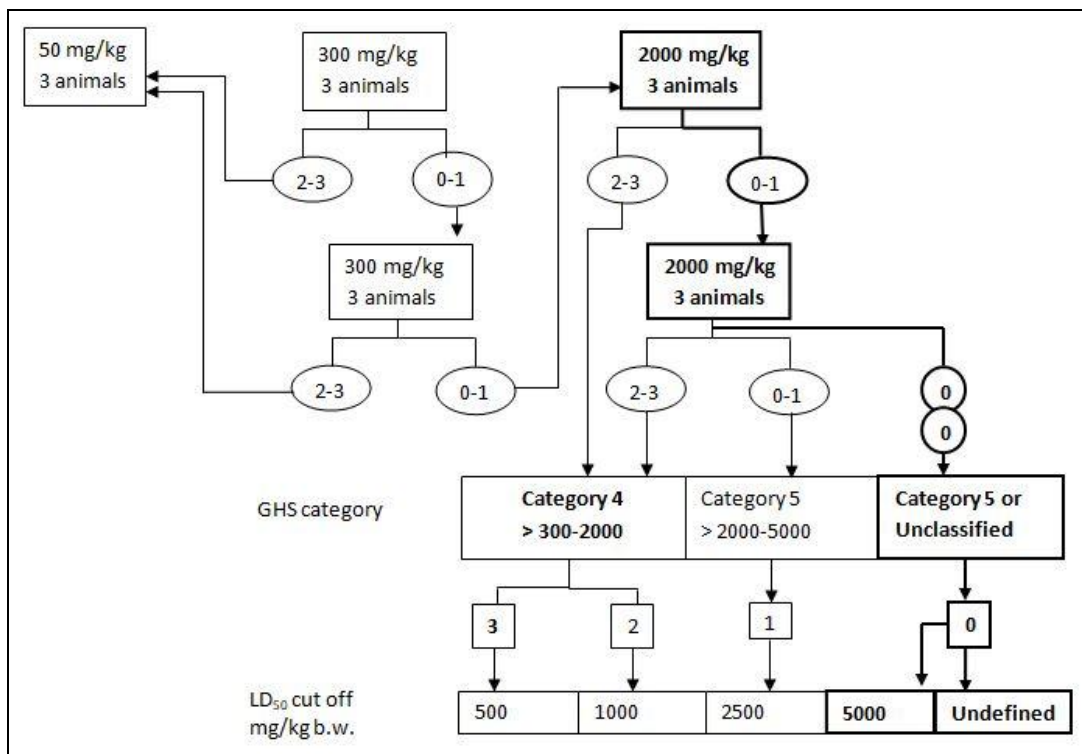 50 mg/kg
3 animals
300 mg/kg
3 animals
2000 mg/kg
3 animals
2-3
0-1
2-3
0-1
300 mg/kg
3 animals
2000 mg/kg
3 animals
2-3
0-1
2-3
0-1
0
0
GHS category
Category 4
> 300-2000
Category 5
> 2000-5000
Category 5 or
Unclassified
3
2
1
0
LD50 cut off
mg/kg b.w.
500
1000
2500
5000
Undefined